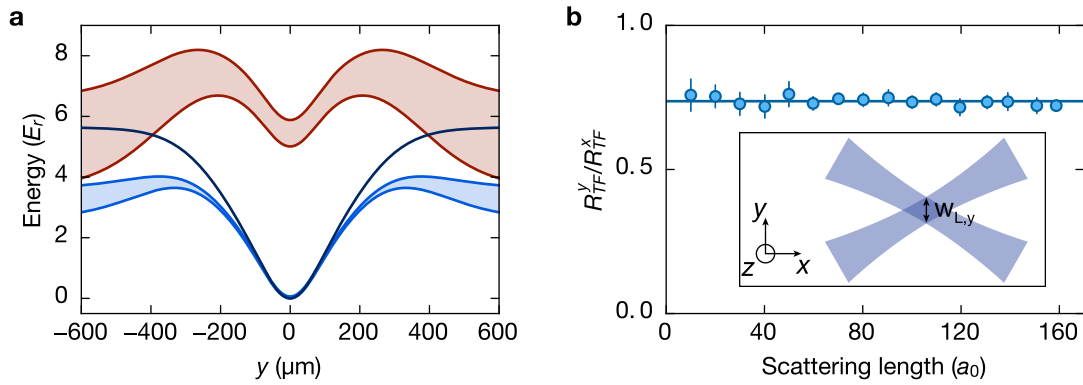 a
Energy (Eᵣ)
8
6
4
2
0
−600
−400
−200
0
200
400
600
y (µm)
b
R^y_TF/R^x_TF
1.0
0.5
0.0
0
40
80
120
160
Scattering length (a₀)
y
z
x
w_L,y